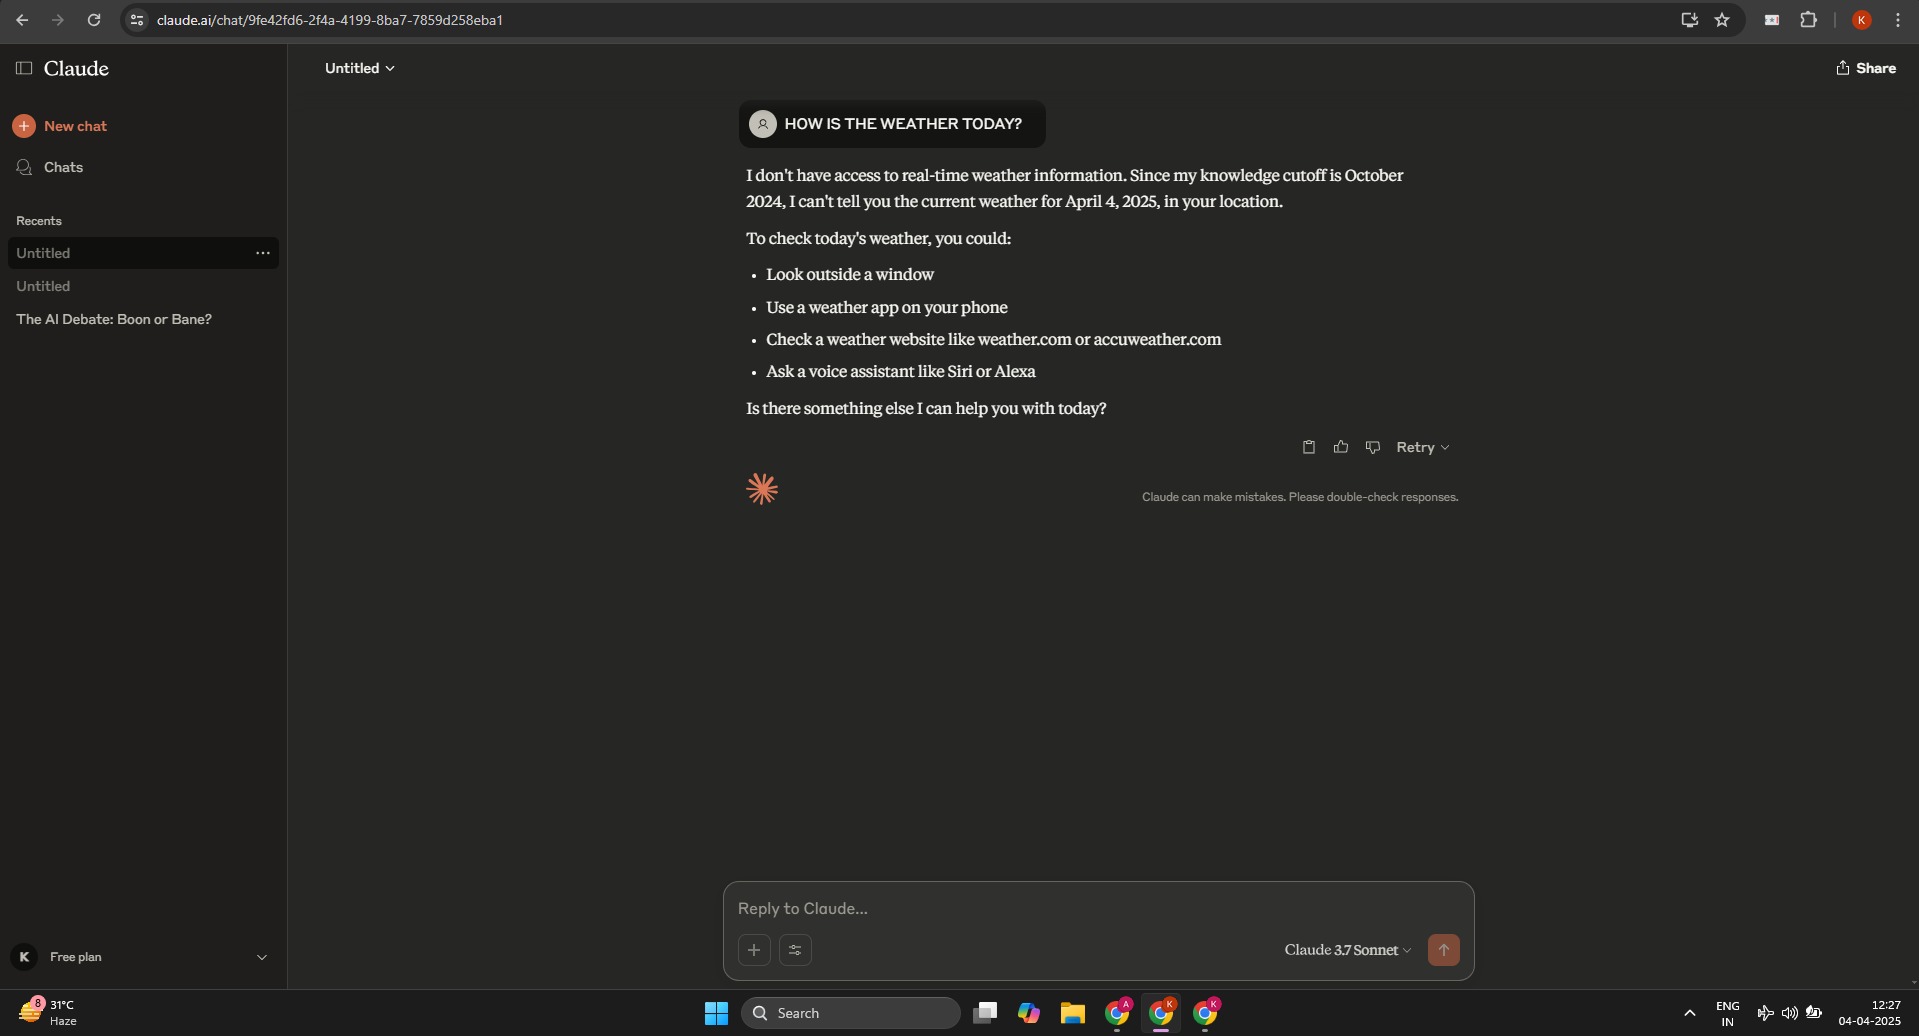 claude.ai/chat/9fe42fd6-2f4a-4199-8ba7-7859d258eba1
K
Claude
New chat
Chats
Recents
Untitled
Untitled
The AI Debate: Boon or Bane?
K
Free plan
Untitled
Share
HOW IS THE WEATHER TODAY?
I don't have access to real-time weather information. Since my knowledge cutoff is October
2024, I can't tell you the current weather for April 4, 2025, in your location.
To check today's weather, you could:
• Look outside a window
• Use a weather app on your phone
• Check a weather website like weather.com or accuweather.com
• Ask a voice assistant like Siri or Alexa
Is there something else I can help you with today?
Retry
Claude can make mistakes. Please double-check responses.
Reply to Claude...
Claude 3.7 Sonnet
8
31°C
Haze
Search
A
K
K
ENG
IN
12:27
04-04-2025